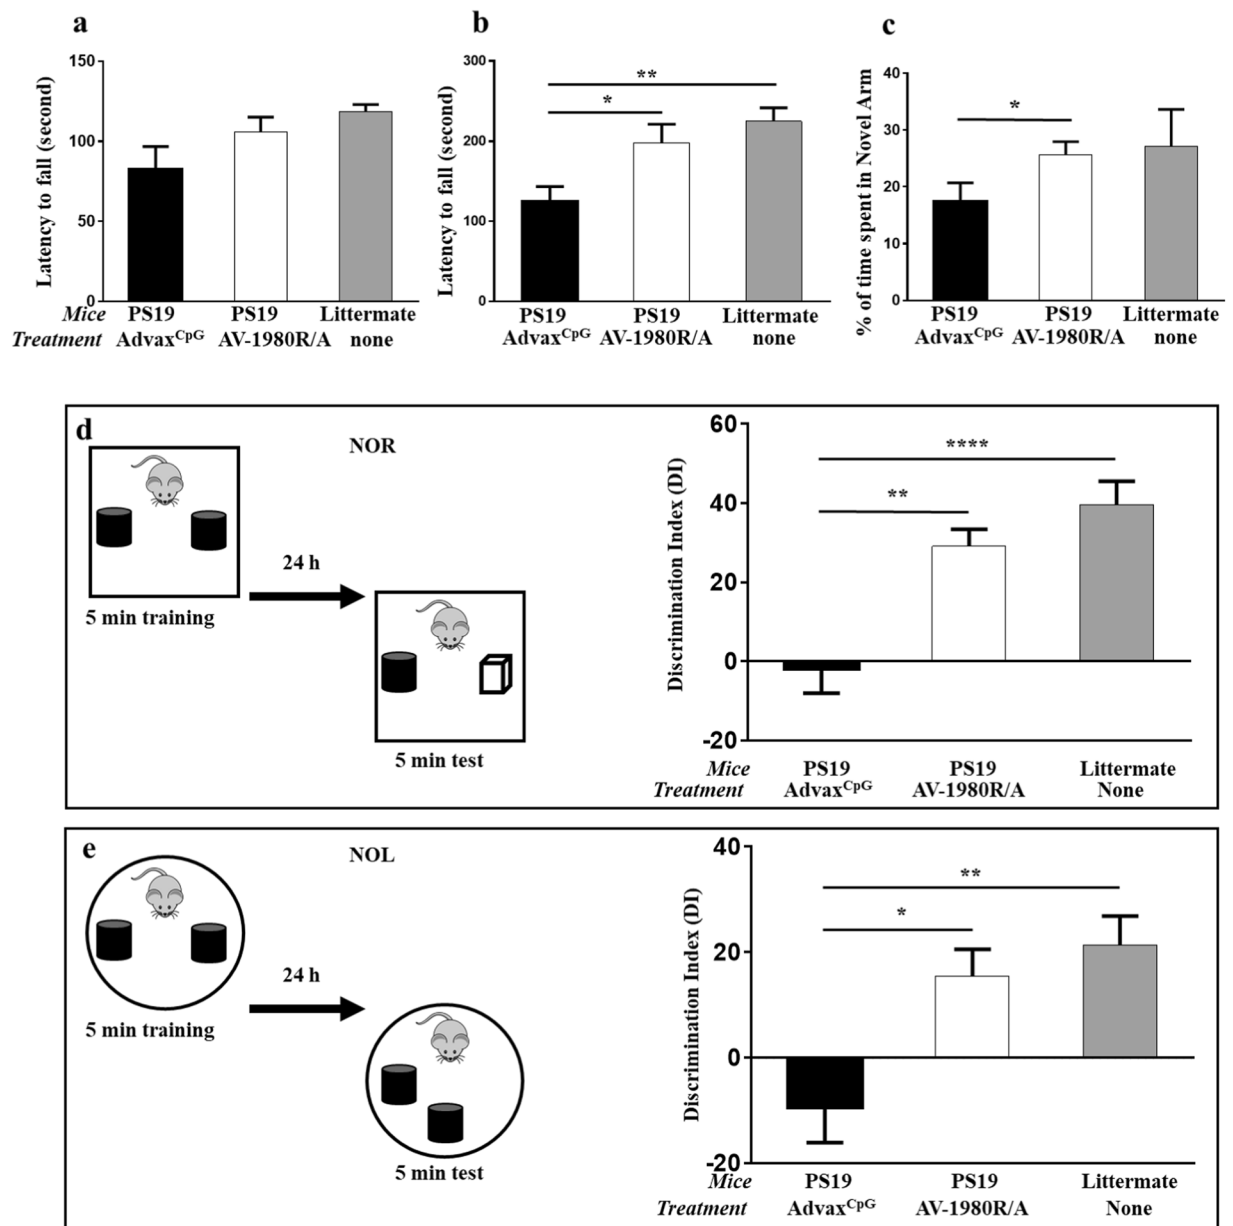 a
Latency to fall (second)
150
100
50
0
Mice PS19 PS19 Littermate
Treatment AdvaxCpG AV-1980R/A none
b
Latency to fall (second)
300
200
100
0
**
*
PS19 PS19 Littermate
AdvaxCpG AV-1980R/A none
c
% of time spent in Novel Arm
40
30
20
10
0
*
PS19 PS19 Littermate
AdvaxCpG AV-1980R/A none
d
NOR
24 h
5 min training
5 min test
Discrimination Index (DI)
60
40
20
0
-20
****
**
Mice PS19 PS19 Littermate
Treatment AdvaxCpG AV-1980R/A None
e
NOL
24 h
5 min training
5 min test
Discrimination Index (DI)
40
20
0
-20
**
*
Mice PS19 PS19 Littermate
Treatment AdvaxCpG AV-1980R/A None